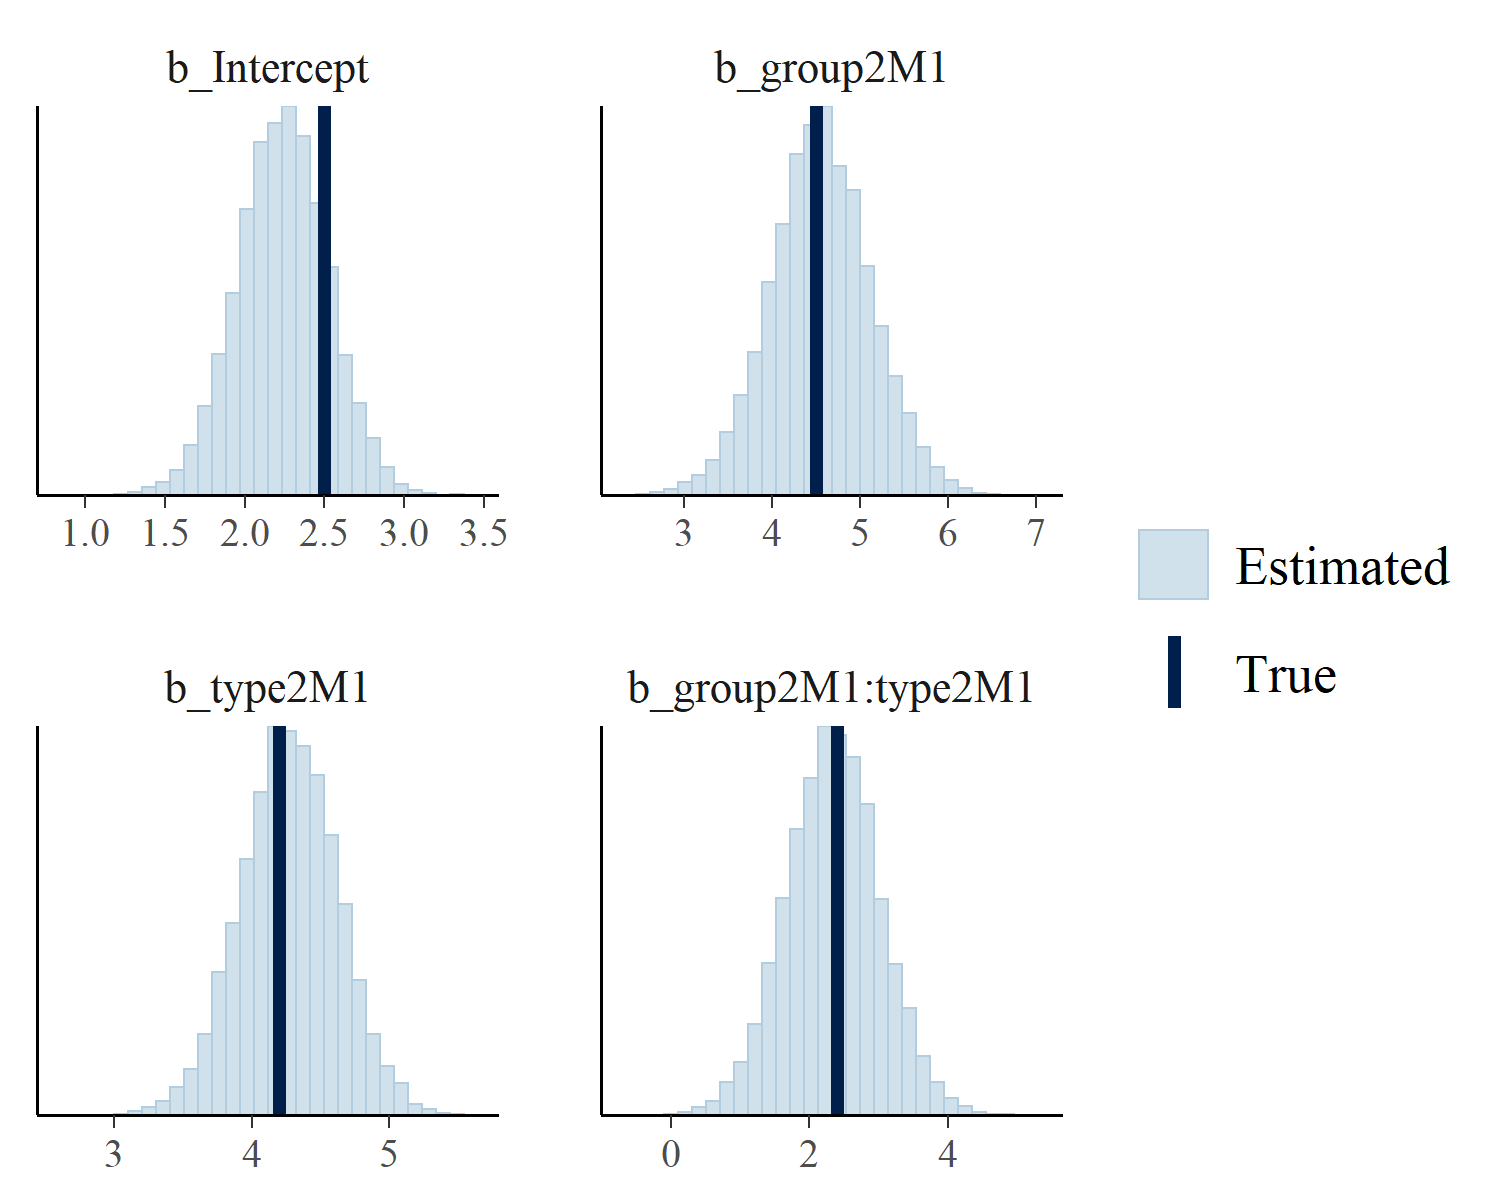 b_Intercept
b_group2M1
1.0 1.5 2.0 2.5 3.0 3.5
3 4 5 6 7
Estimated
True
b_type2M1
b_group2M1:type2M1
3 4 5
0 2 4